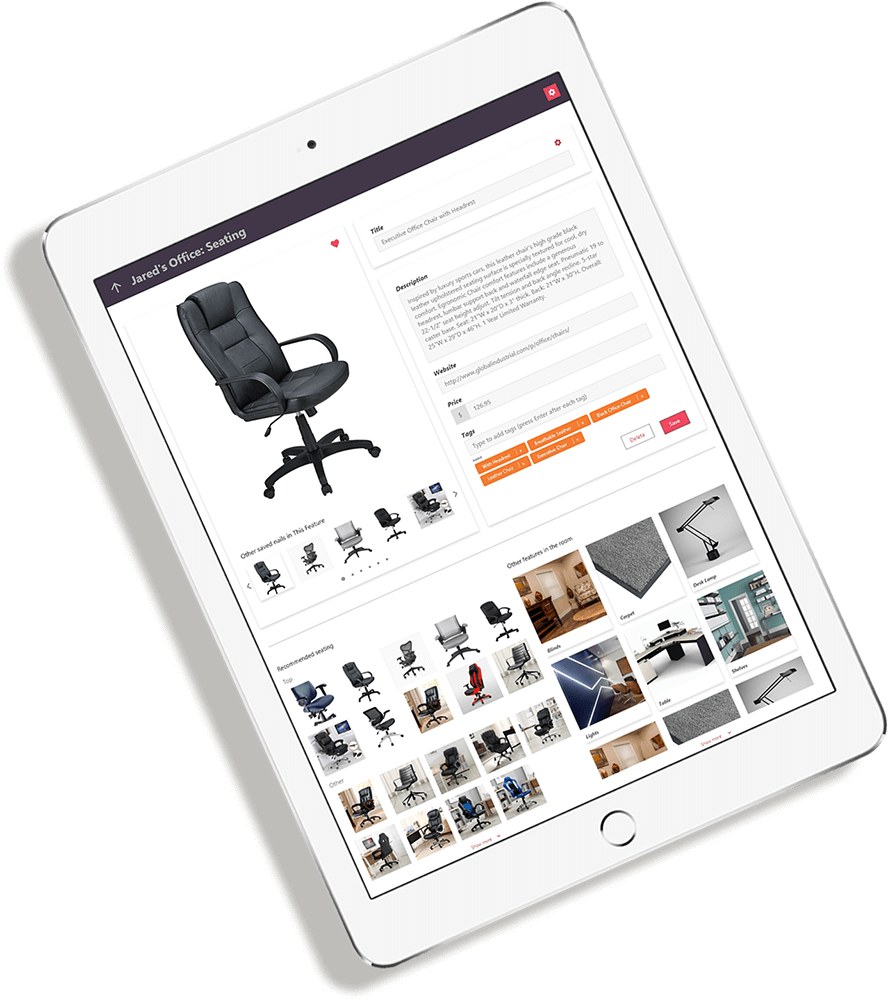 Jared's Office: Seating
Title
Executive Office Chair with Headrest
Description
Inspired by luxury sports cars, this leather chair's high grade black
leather upholstered seating surface is specially textured for cool, dry
comfort. Egronomic Chair comfort features include a generous
headrest, lumbar support back and waterfall edge seat. Pneumatic 19 to
22-1/2" seat height adjust. Tilt tension and back angle recline. 5-star
caster base. Seat: 21"W x 20"D x 3" thick. Back: 21"W x 30"H. Overall:
25"W x 29"D x 46"H. 1 Year Limited Warranty.
Website
http://www.globalindustrial.com/p/office/chairs/
Price
$ 126.95
Tags
Type to add tags (press Enter after each tag)
Added
With Headrest x
Breathable Leather x
Black Office Chair x
Leather Chair x
Executive Chair x
Delete
Save
Other saved nails in This Feature
Recommended seating
Top
Other
Show more
Other features in the room
Blinds
Carpet
Desk Lamp
Lights
Table
Shelves
Show more